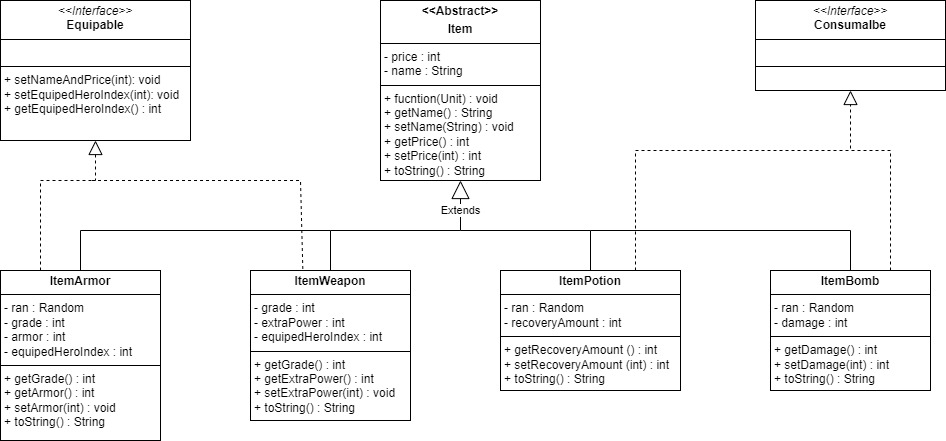 <<Interface>>
Equipable
+ setNameAndPrice(int): void
+ setEquipedHeroIndex(int): void
+ getEquipedHeroIndex() : int
<<Abstract>>
Item
- price : int
- name : String
+ fucntion(Unit) : void
+ getName() : String
+ setName(String) : void
+ getPrice() : int
+ setPrice(int) : int
+ toString() : String
<<Interface>>
Consumalbe
Extends
ItemArmor
- ran : Random
- grade : int
- armor : int
- equipedHeroIndex : int
+ getGrade() : int
+ getArmor() : int
+ setArmor(int) : void
+ toString() : String
ItemWeapon
- grade : int
- extraPower : int
- equipedHeroIndex : int
+ getGrade() : int
+ getExtraPower() : int
+ setExtraPower(int) : void
+ toString() : String
ItemPotion
- ran : Random
- recoveryAmount : int
+ getRecoveryAmount () : int
+ setRecoveryAmount (int) : int
+ toString() : String
ItemBomb
- ran : Random
- damage : int
+ getDamage() : int
+ setDamage(int) : int
+ toString() : String